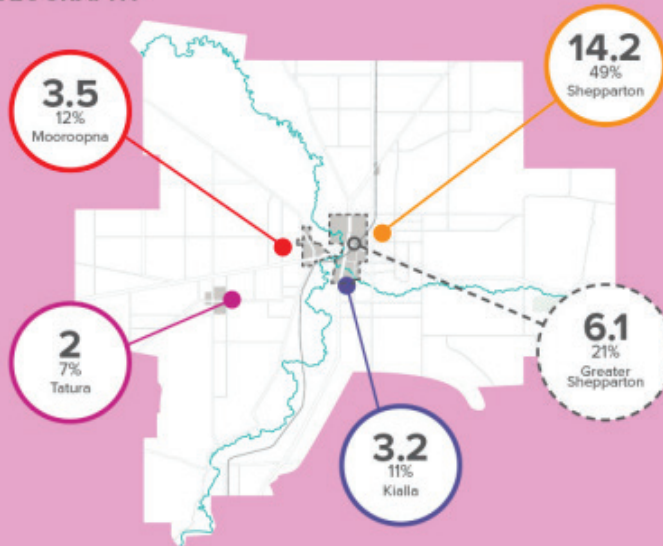 14.2
49%
Shepparton
3.5
12%
Mooroopna
6.1
21%
Greater
Shepparton
2
7%
Tatura
3.2
11%
Kialla